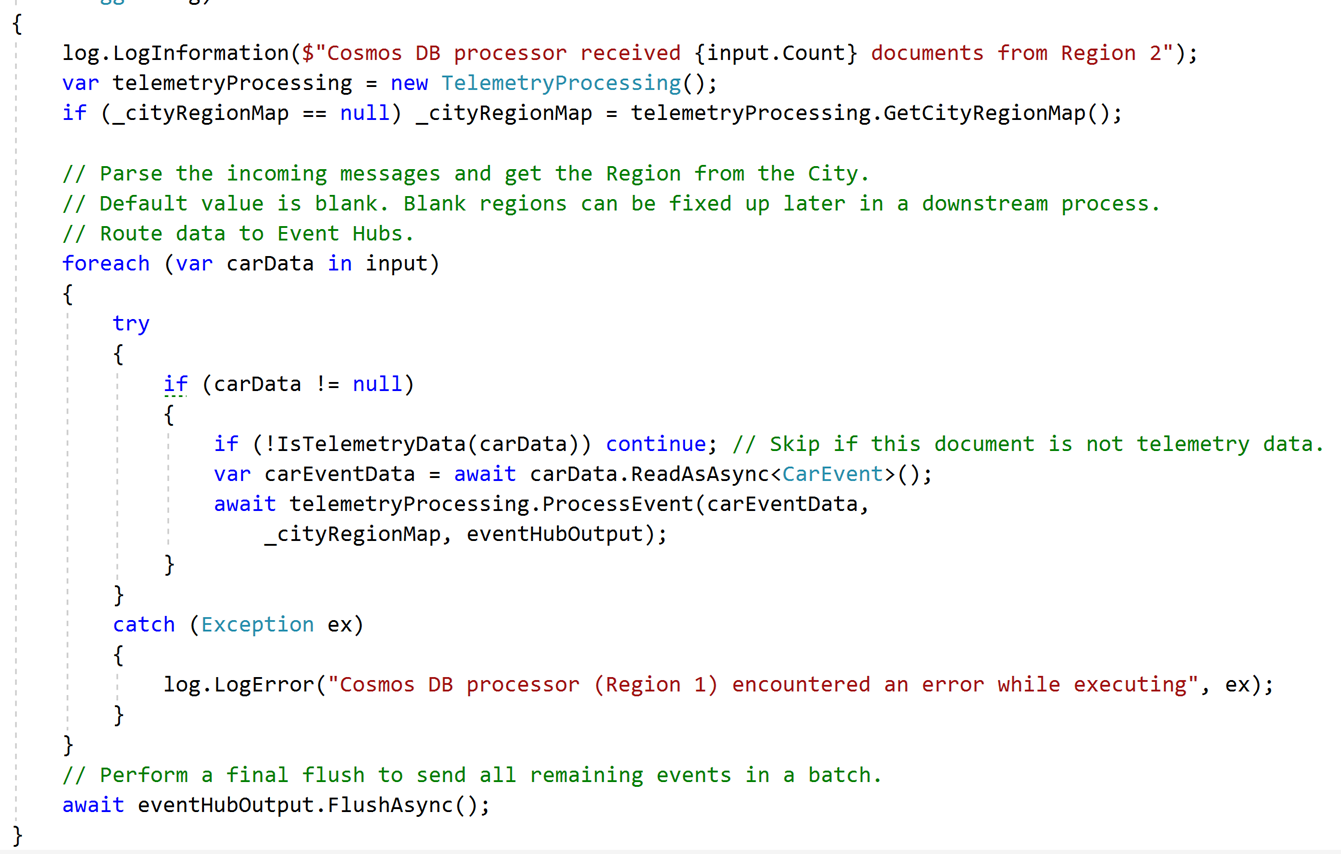 {
log.LogInformation($"Cosmos DB processor received {input.Count} documents from Region 2");
var telemetryProcessing = new TelemetryProcessing();
if (_cityRegionMap == null) _cityRegionMap = telemetryProcessing.GetCityRegionMap();
// Parse the incoming messages and get the Region from the City.
// Default value is blank. Blank regions can be fixed up later in a downstream process.
// Route data to Event Hubs.
foreach (var carData in input)
{
try
{
if (carData != null)
{
if (!IsTelemetryData(carData)) continue; // Skip if this document is not telemetry data.
var carEventData = await carData.ReadAsAsync<CarEvent>();
await telemetryProcessing.ProcessEvent(carEventData,
_cityRegionMap, eventHubOutput);
}
}
catch (Exception ex)
{
log.LogError("Cosmos DB processor (Region 1) encountered an error while executing", ex);
}
}
// Perform a final flush to send all remaining events in a batch.
await eventHubOutput.FlushAsync();
}